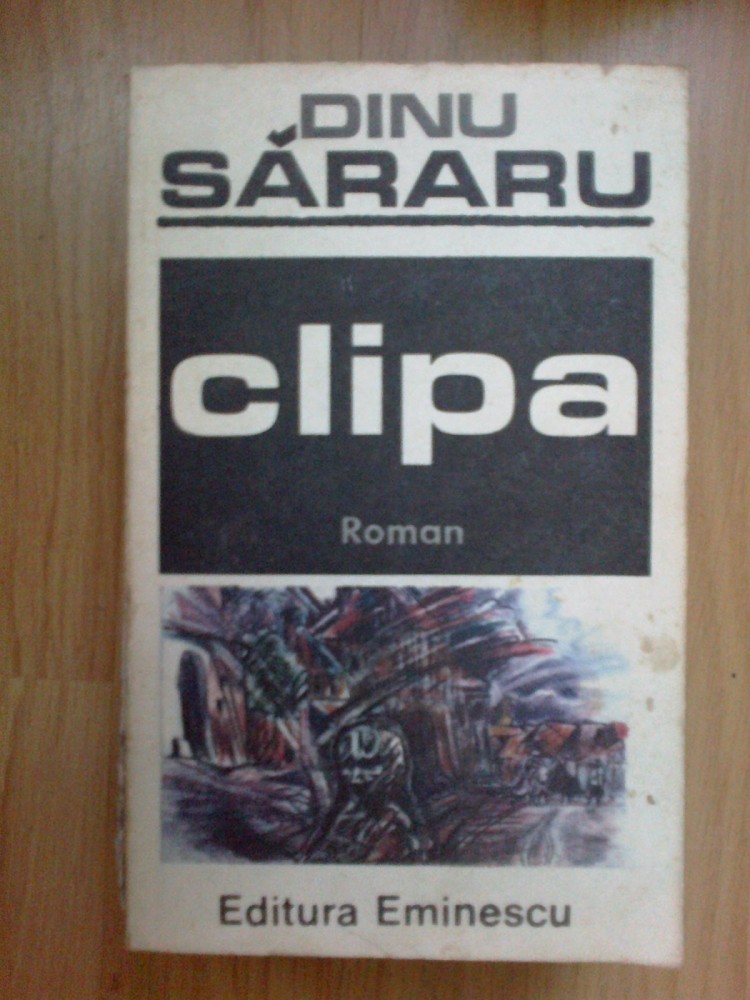 DINU
SĂRARU
clipa
Roman
Editura Eminescu